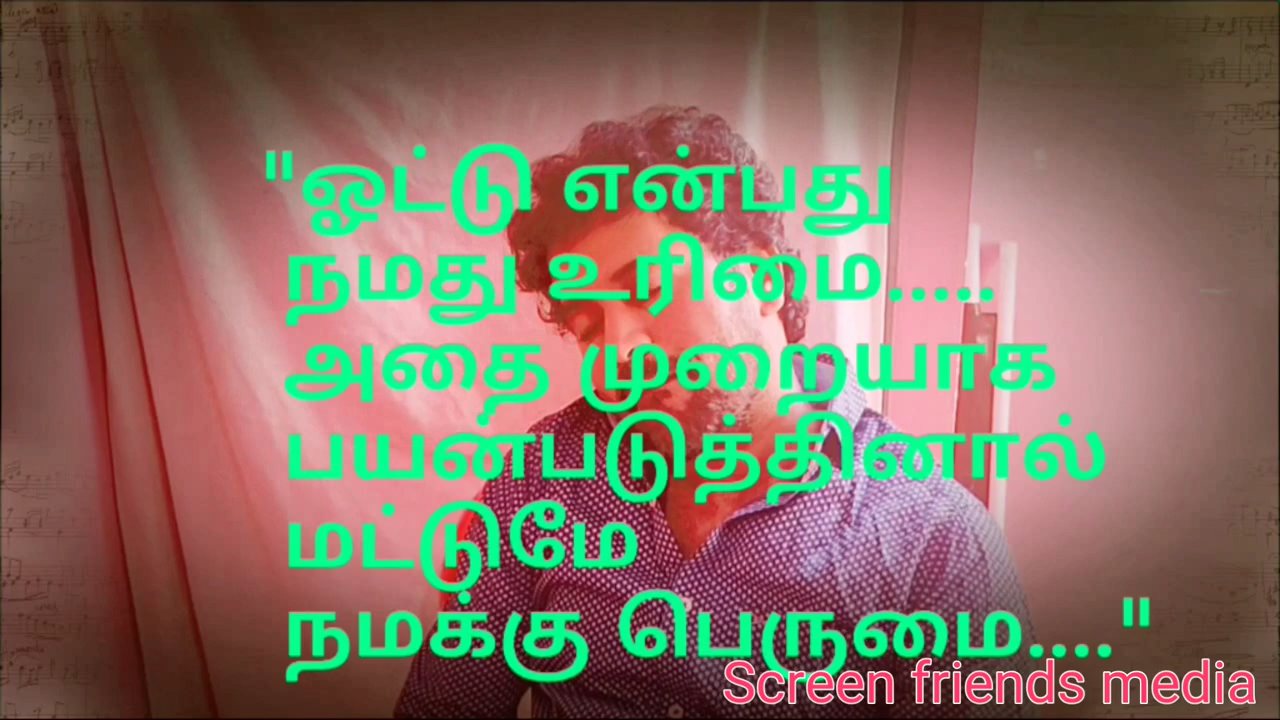 "ஓட்டு என்பது
நமது உரிமை.....
அதை முறையாக
பயன்படுத்தினால்
மட்டுமே
நமக்கு பெருமை...."
Screen friends media